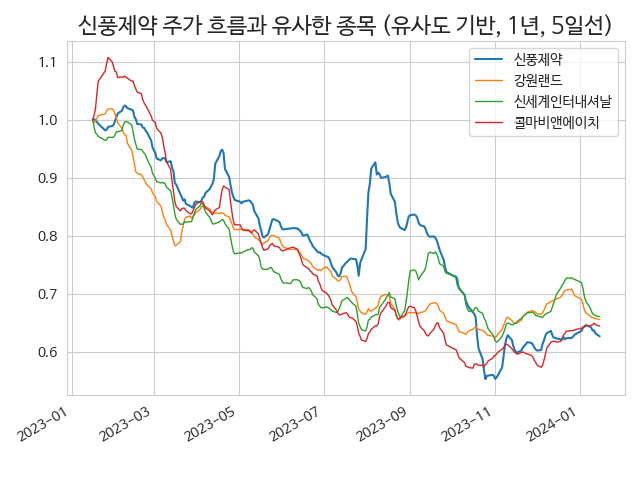 신풍제약 주가 흐름과 유사한 종목 (유사도 기반, 1년, 5일선)
신풍제약
강원랜드
신세계인터내셔날
콜마비앤에이치
1.1
1.0
0.9
0.8
0.7
0.6
2023-01
2023-03
2023-05
2023-07
2023-09
2023-11
2024-01